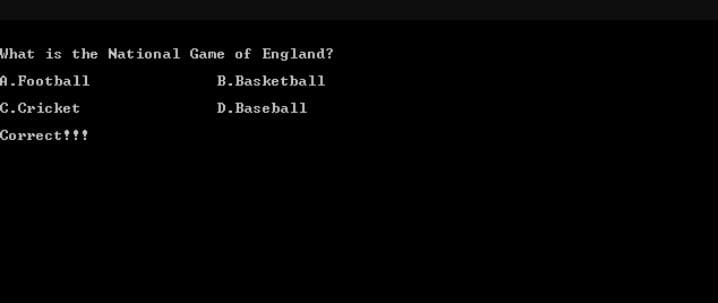 What is the National Game of England?
A.Football B.Basketball
C.Cricket D.Baseball
Correct!!!